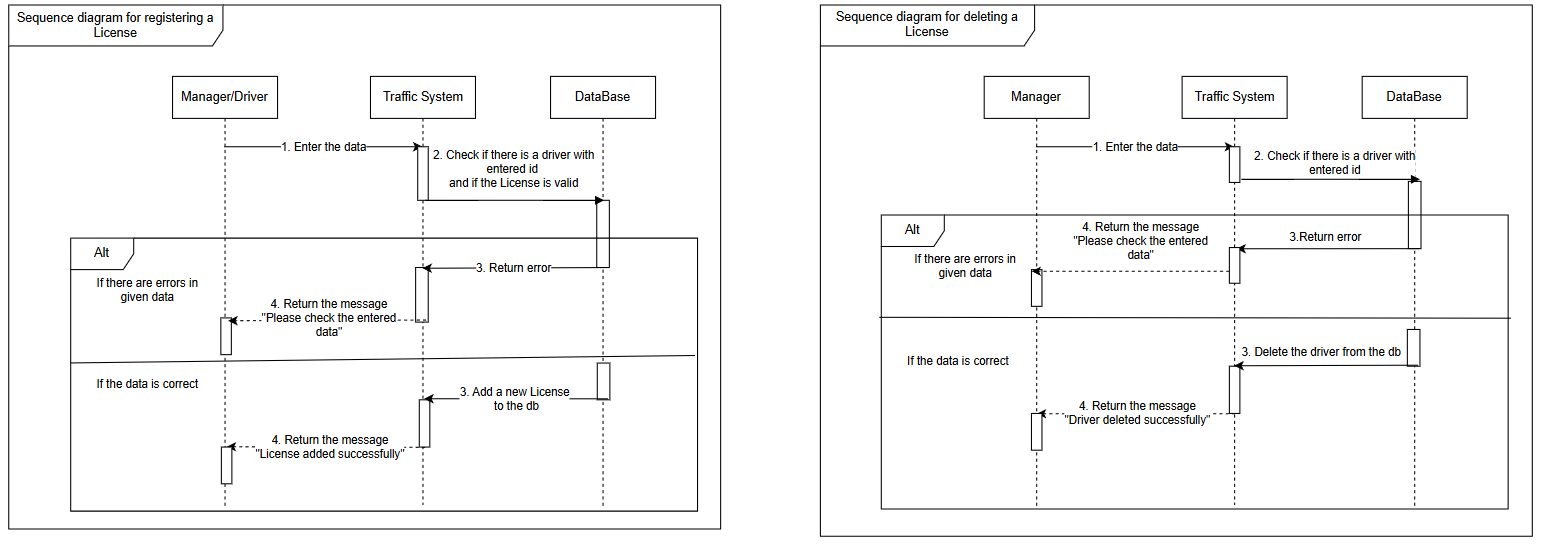 Sequence diagram for registering a
License
Manager/Driver
Traffic System
DataBase
1. Enter the data
2. Check if there is a driver with
entered id
and if the License is valid
Alt
If there are errors in
given data
3. Return error
4. Return the message
"Please check the entered
data"
If the data is correct
3. Add a new License
to the db
4. Return the message
"License added successfully"
Sequence diagram for deleting a
License
Manager
Traffic System
DataBase
1. Enter the data
2. Check if there is a driver with
entered id
Alt
If there are errors in
given data
3.Return error
4. Return the message
"Please check the entered
data"
If the data is correct
3. Delete the driver from the db
4. Return the message
"Driver deleted successfully"